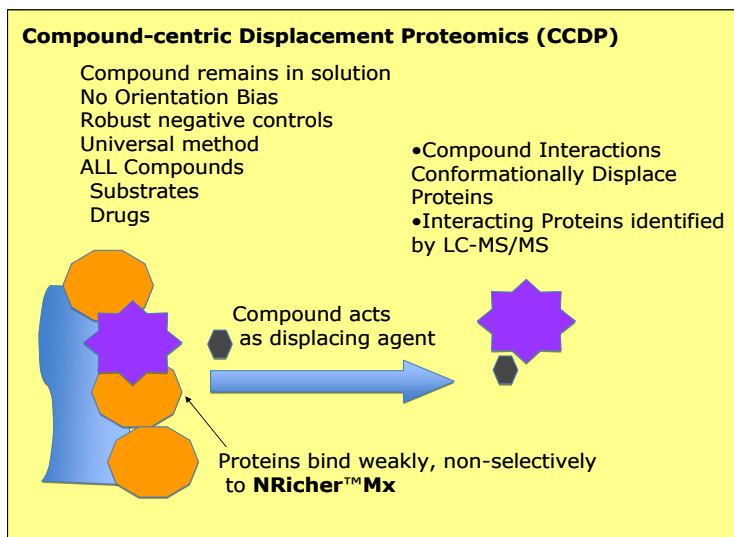 Compound-centric Displacement Proteomics (CCDP)
Compound remains in solution
No Orientation Bias
Robust negative controls
Universal method
ALL Compounds
Substrates
Drugs
•Compound Interactions
Conformationally Displace
Proteins
•Interacting Proteins identified
by LC-MS/MS
Compound acts
as displacing agent
Proteins bind weakly, non-selectively
to NRicher™Mx